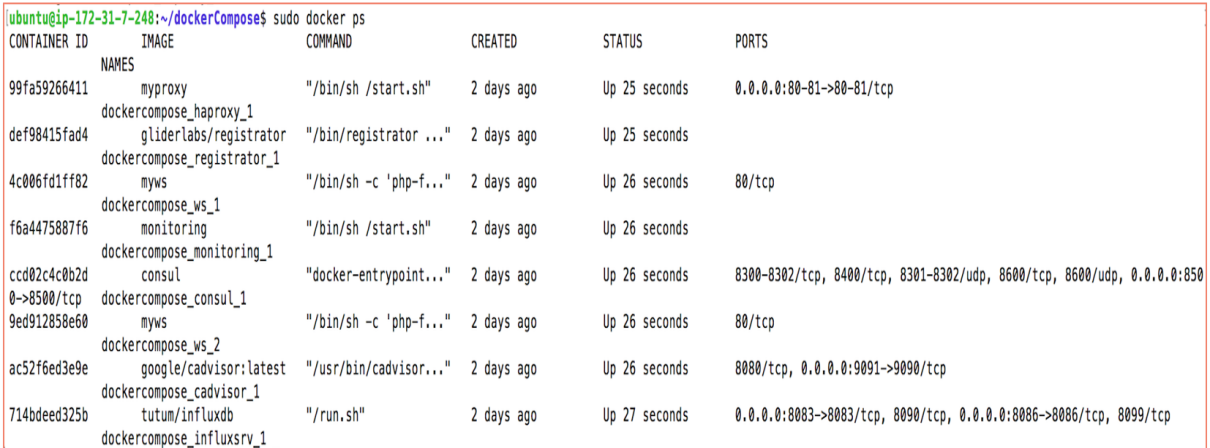 ubuntu@ip-172-31-7-248:~/dockerCompose$ sudo docker ps
CONTAINER ID IMAGE COMMAND CREATED STATUS PORTS
NAMES
99fa59266411 myproxy "/bin/sh /start.sh" 2 days ago Up 25 seconds 0.0.0.0:80-81->80-81/tcp
dockercompose_haproxy_1
def98415fad4 gliderlabs/registrator "/bin/registrator ..." 2 days ago Up 25 seconds
dockercompose_registrator_1
4c006fd1ff82 myws "/bin/sh -c 'php-f..." 2 days ago Up 26 seconds 80/tcp
dockercompose_ws_1
f6a4475887f6 monitoring "/bin/sh /start.sh" 2 days ago Up 26 seconds
dockercompose_monitoring_1
ccd02c4c0b2d consul "docker-entrypoint..." 2 days ago Up 26 seconds 8300-8302/tcp, 8400/tcp, 8301-8302/udp, 8600/tcp, 8600/udp, 0.0.0.0:850
0->8500/tcp dockercompose_consul_1
9ed912858e60 myws "/bin/sh -c 'php-f..." 2 days ago Up 26 seconds 80/tcp
dockercompose_ws_2
ac52f6ed3e9e google/cadvisor:latest "/usr/bin/cadvisor..." 2 days ago Up 26 seconds 8080/tcp, 0.0.0.0:9091->9090/tcp
dockercompose_cadvisor_1
714bdeed325b tutum/influxdb "/run.sh" 2 days ago Up 27 seconds 0.0.0.0:8083->8083/tcp, 8090/tcp, 0.0.0.0:8086->8086/tcp, 8099/tcp
dockercompose_influxsrv_1